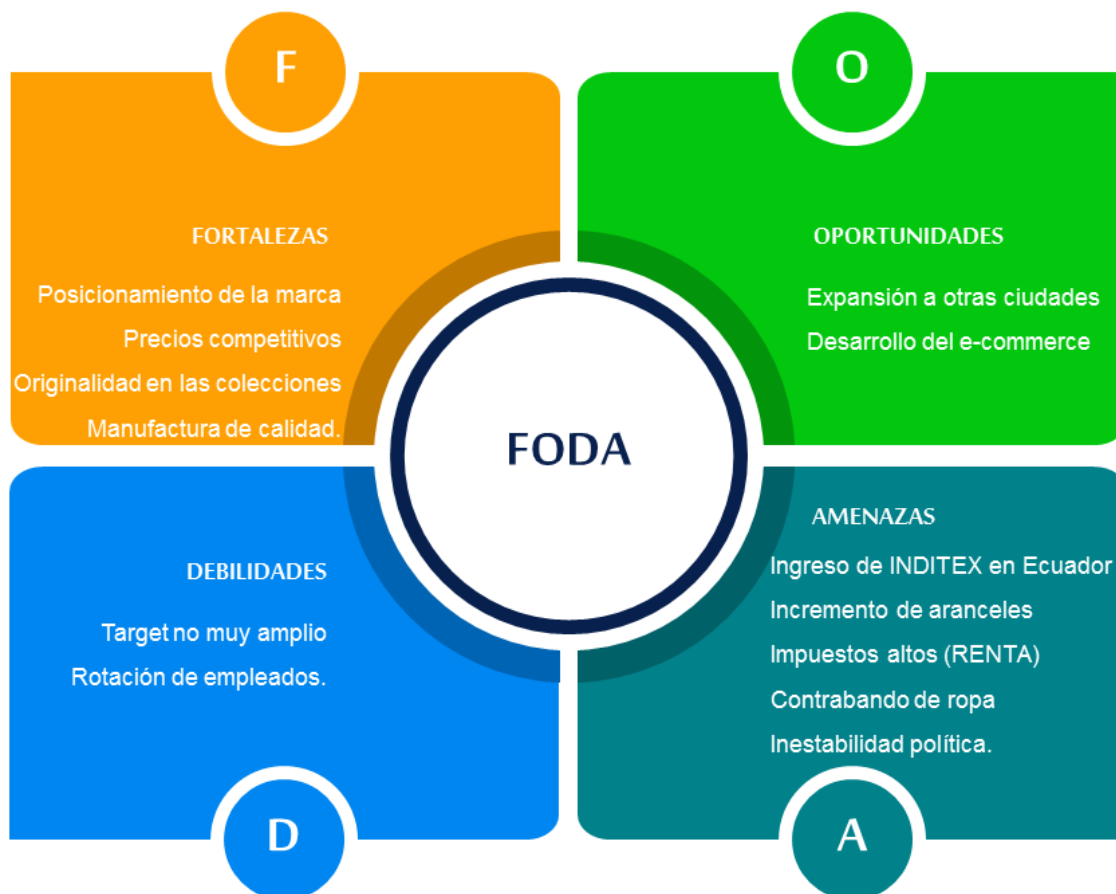 F
FORTALEZAS
Posicionamiento de la marca
Precios competitivos
Originalidad en las colecciones
Manufactura de calidad.
O
OPORTUNIDADES
Expansión a otras ciudades
Desarrollo del e-commerce
FODA
DEBILIDADES
Target no muy amplio
Rotación de empleados.
D
AMENAZAS
Ingreso de INDITEX en Ecuador
Incremento de aranceles
Impuestos altos (RENTA)
Contrabando de ropa
Inestabilidad política.
A